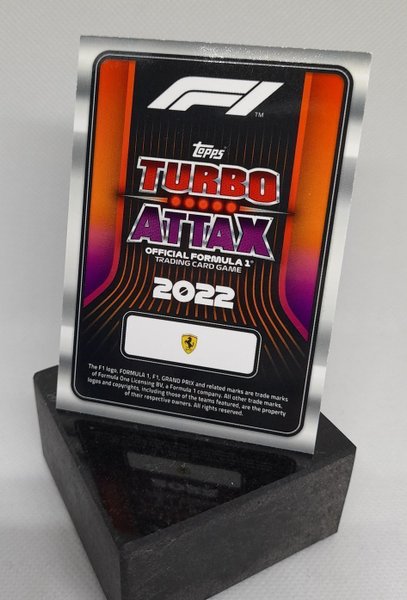 F1
TM
Topps
TURBO
ATTAX
OFFICIAL FORMULA 1®
TRADING CARD GAME
2022
The F1 logo, FORMULA 1, F1, GRAND PRIX and related marks are trade marks
of Formula One Licensing BV, a Formula 1 company. All other trade marks,
logos and copyrights, including those of the teams featured, are the property
of their respective owners. All rights reserved.